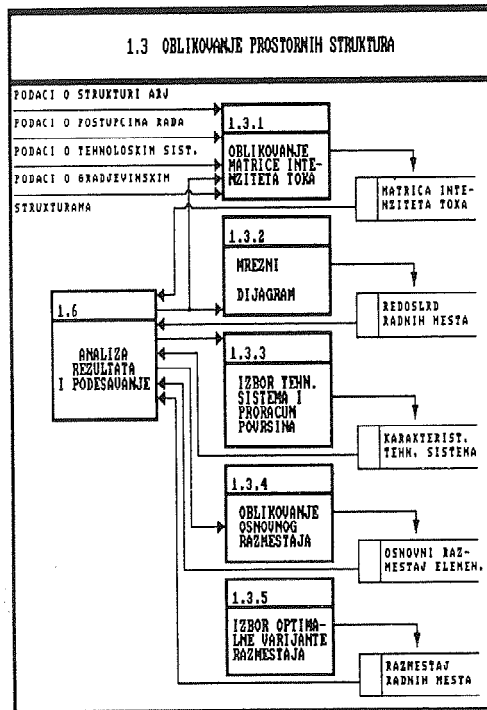 1.3 OBLIKOVANJE PROSTORNIH STRUKTURA
PODACI O STRUKTURI ARJ
PODACI O POSTUPCIMA RADA
PODACI O TEHNOLOSKIM SIST.
PODACI O GRADJEVINSKIM
STRUKTURAMA
1.3.1
OBLIKOVANJE
MATRICE INTE-
NZITETA TOKA
MATRICA INTE-
NZITETA TOKA
1.3.2
MREZNI
DIJAGRAM
REDOSLRD
RADNIH MESTA
1.6
ANALIZA
REZULTATA
I PODESAVANJE
1.3.3
IZBOR TEHN.
SISTEMA I
PRORACUM
POVRSINA
KARAKTERIST.
TEHN. SISTEMA
1.3.4
OBLIKOVANJE
OSNOVNOG
RAZMESTAJA
OSNOVNI RAZ-
MESTAJ ELEMEN.
1.3.5
IZBOR OPTIMA-
LNE VARIJANTE
RAZMESTAJA
RAZMESTAJ
RADNIH MESTA